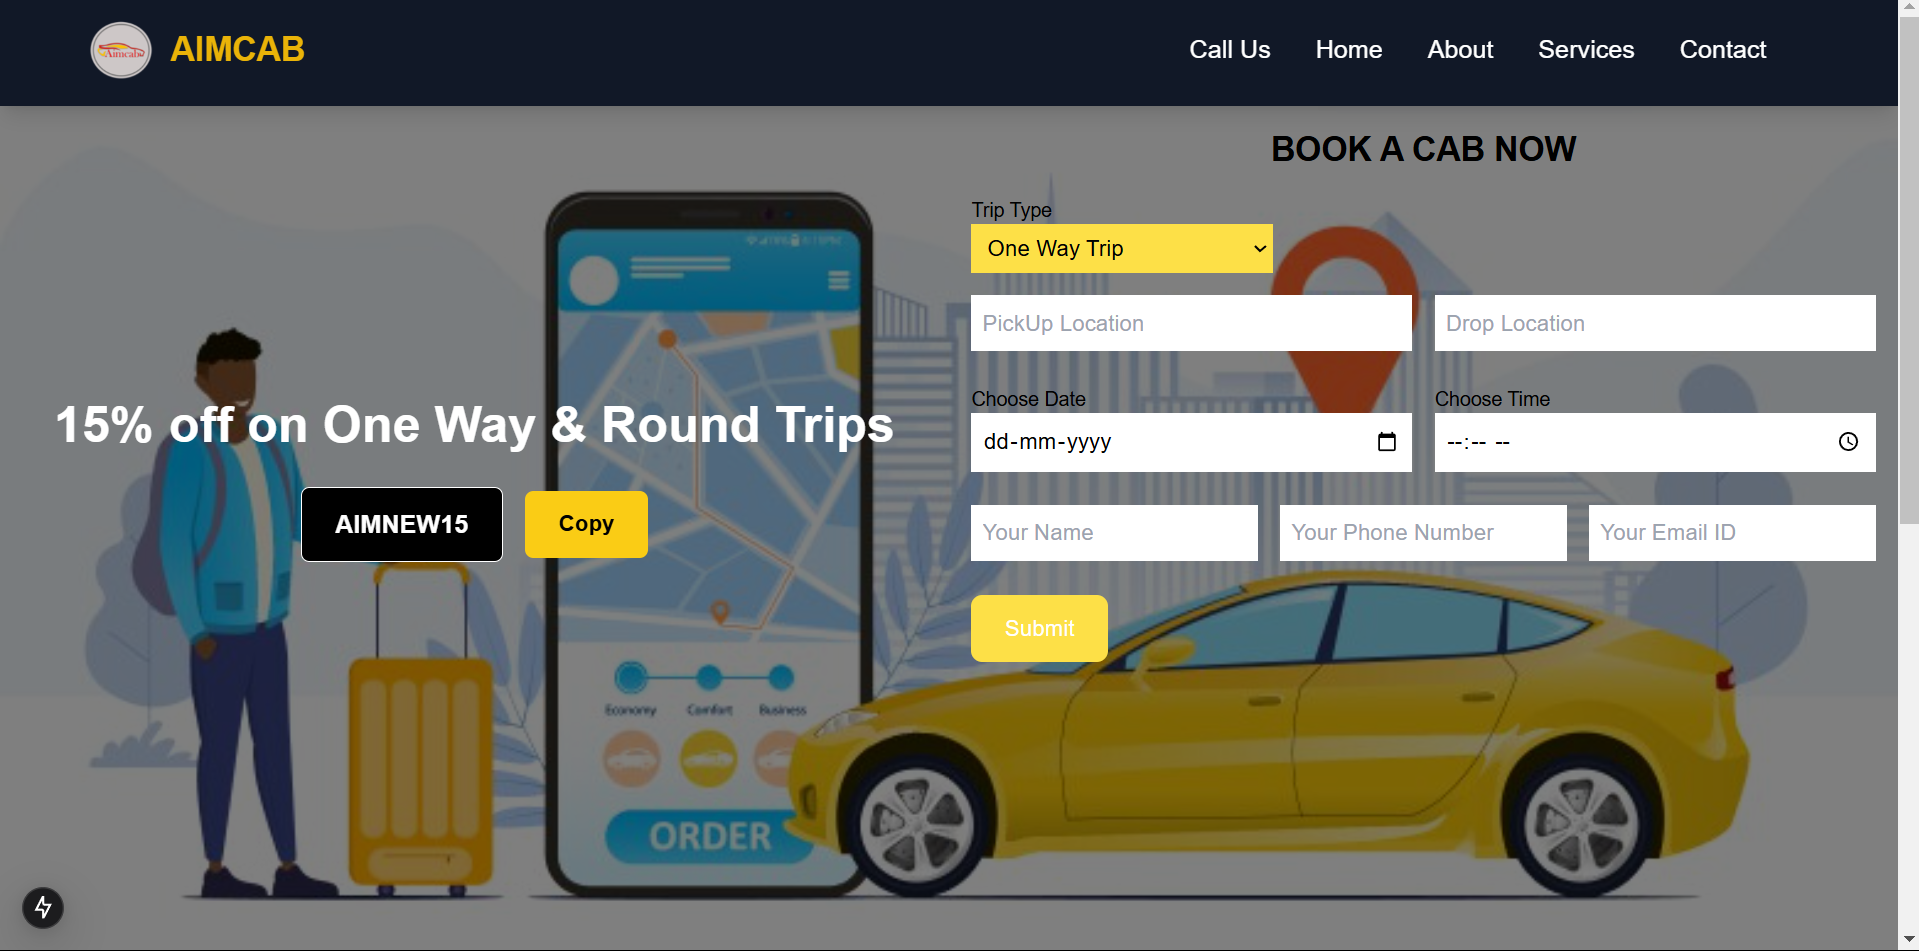 Aimcab
AIMCAB
Call Us
Home
About
Services
Contact
BOOK A CAB NOW
Trip Type
One Way Trip
PickUp Location
Drop Location
Choose Date
Choose Time
dd-mm-yyyy
--:-- --
15% off on One Way & Round Trips
AIMNEW15
Copy
Your Name
Your Phone Number
Your Email ID
Submit
Economy
Comfort
Business
ORDER